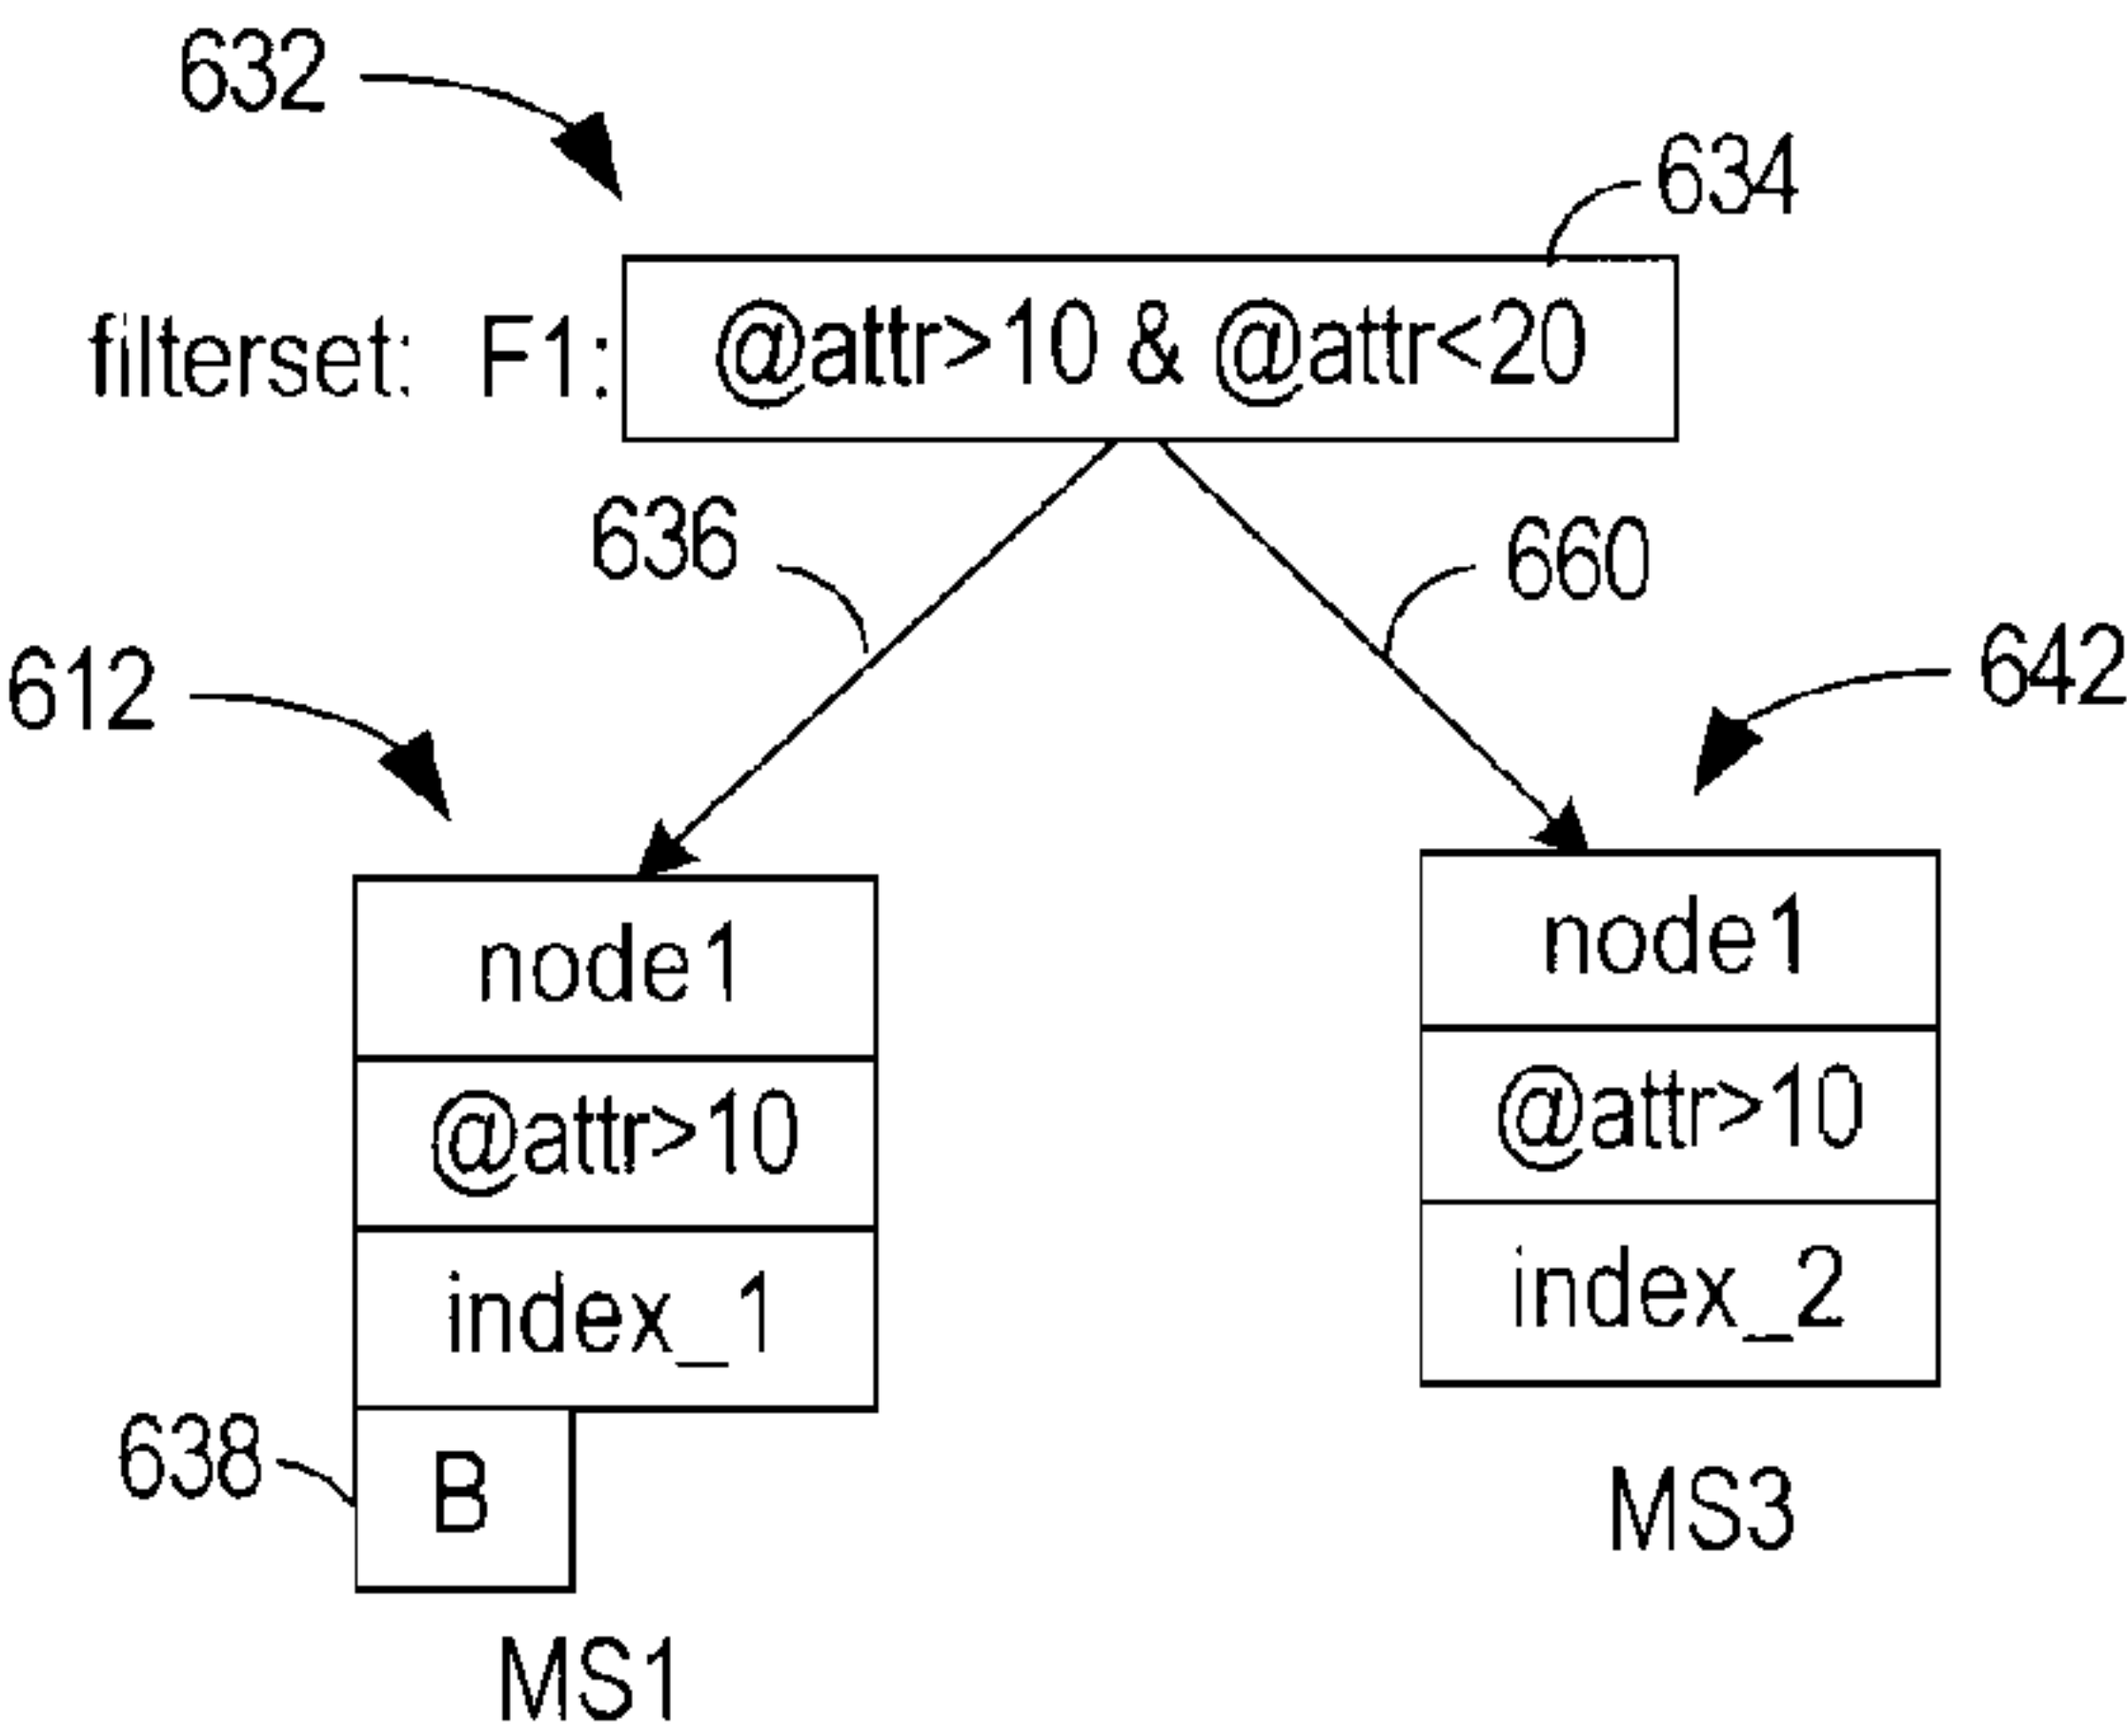 632
634
filterset: F1: @attr>10 & @attr<20
636
660
612
642
node1
node1
@attr>10
@attr>10
index_1
index_2
638
B
MS3
MS1